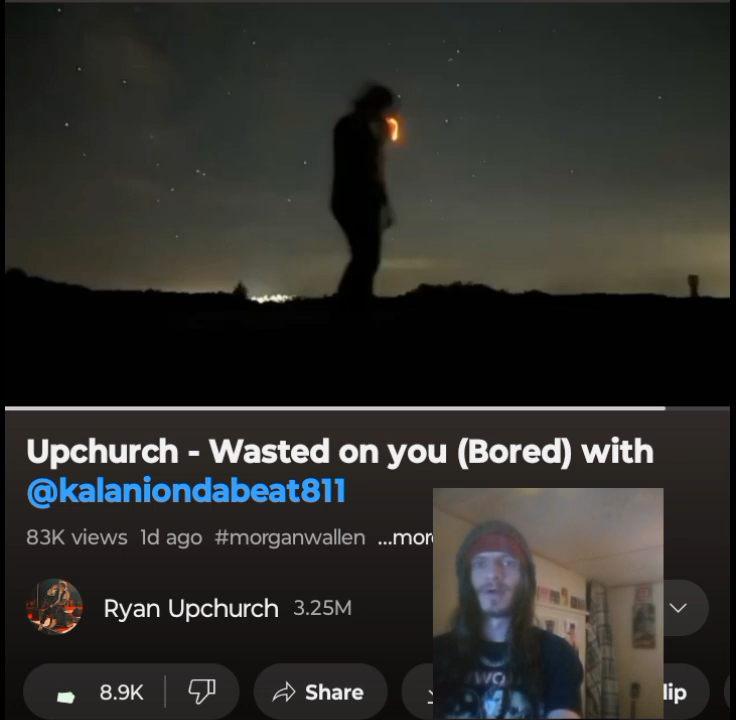 Upchurch - Wasted on you (Bored) with
@kalaniondabeat811
83K views 1d ago #morganwallen ...more
Ryan Upchurch 3.25M
8.9K Share lip